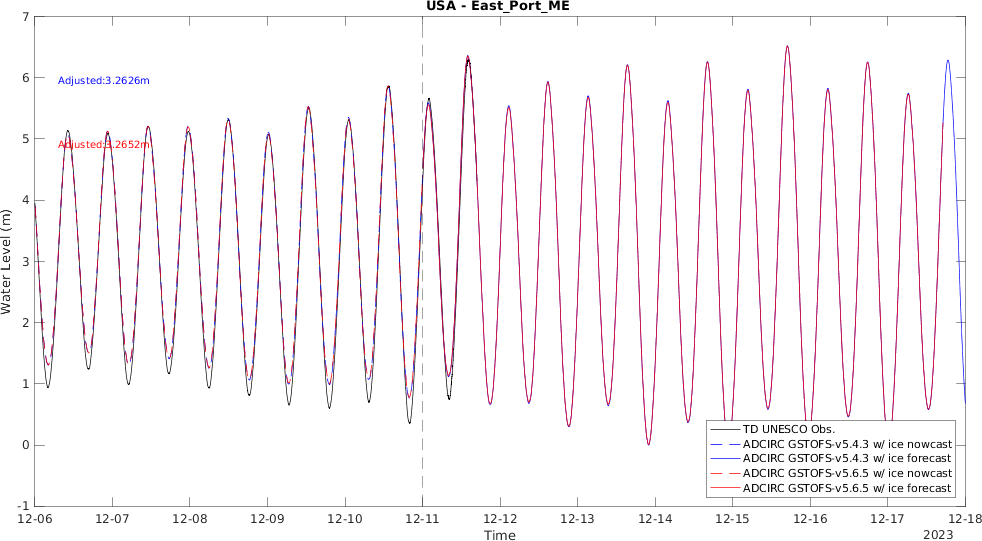 USA - East_Port_ME
7
6
5
4
3
2
1
0
-1
Water Level (m)
Adjusted:3.2626m
Adjusted:3.2652m
TD UNESCO Obs.
ADCIRC GSTOFS-v5.4.3 w/ ice nowcast
ADCIRC GSTOFS-v5.4.3 w/ ice forecast
ADCIRC GSTOFS-v5.6.5 w/ ice nowcast
ADCIRC GSTOFS-v5.6.5 w/ ice forecast
12-06 12-07 12-08 12-09 12-10 12-11 12-12 12-13 12-14 12-15 12-16 12-17 12-18
Time
2023